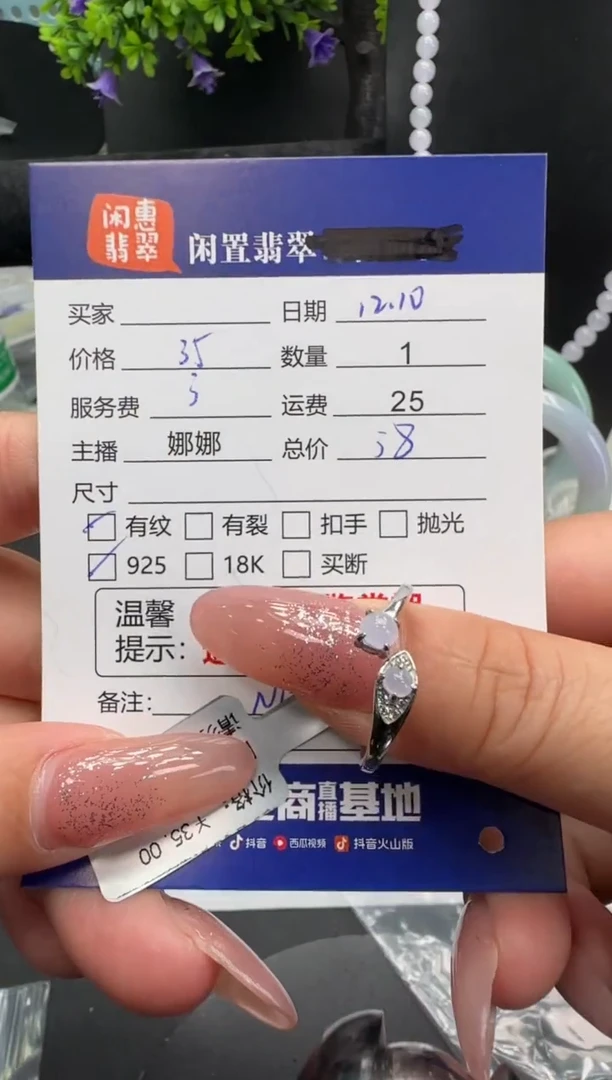 闲惠
翡翠
闲置翡翠
买家 日期 12.10
价格 35 数量 1
服务费 3 运费 25
主播 娜娜 总价 58
尺寸
有纹 有裂 扣手 抛光
925 18K 买断
温馨
提示：
备注：
价格：
￥35.00
商直播基地
抖音 西瓜视频 抖音火山版